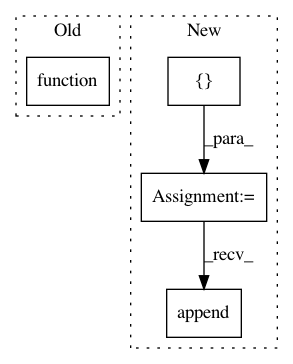 Old
New
function
{}
_para_
Assignment:=
_recv_
append